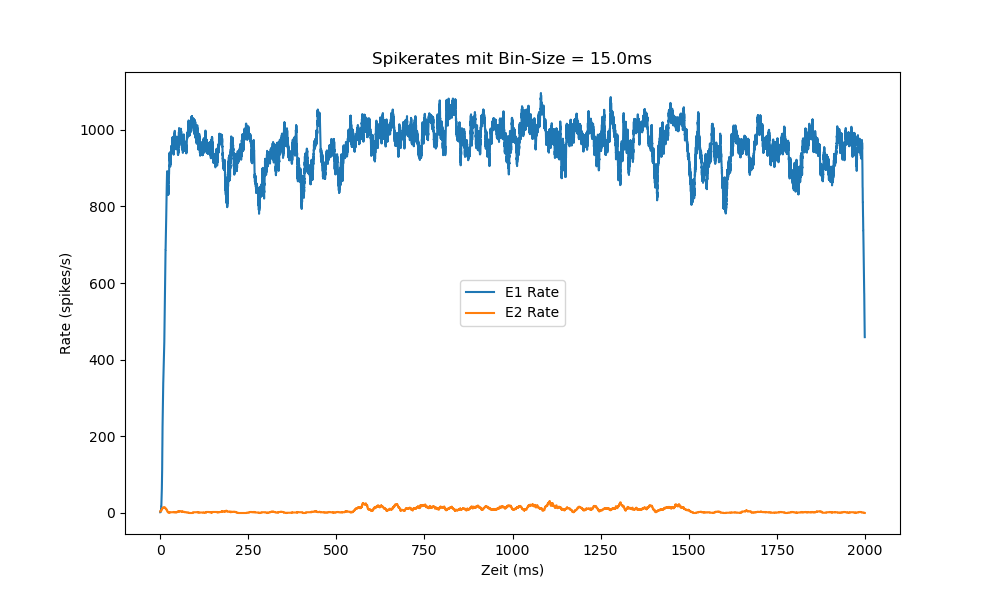 Spikerates mit Bin-Size = 15.0ms
Rate (spikes/s)
1000
800
600
400
200
0
E1 Rate
E2 Rate
0 250 500 750 1000 1250 1500 1750 2000
Zeit (ms)